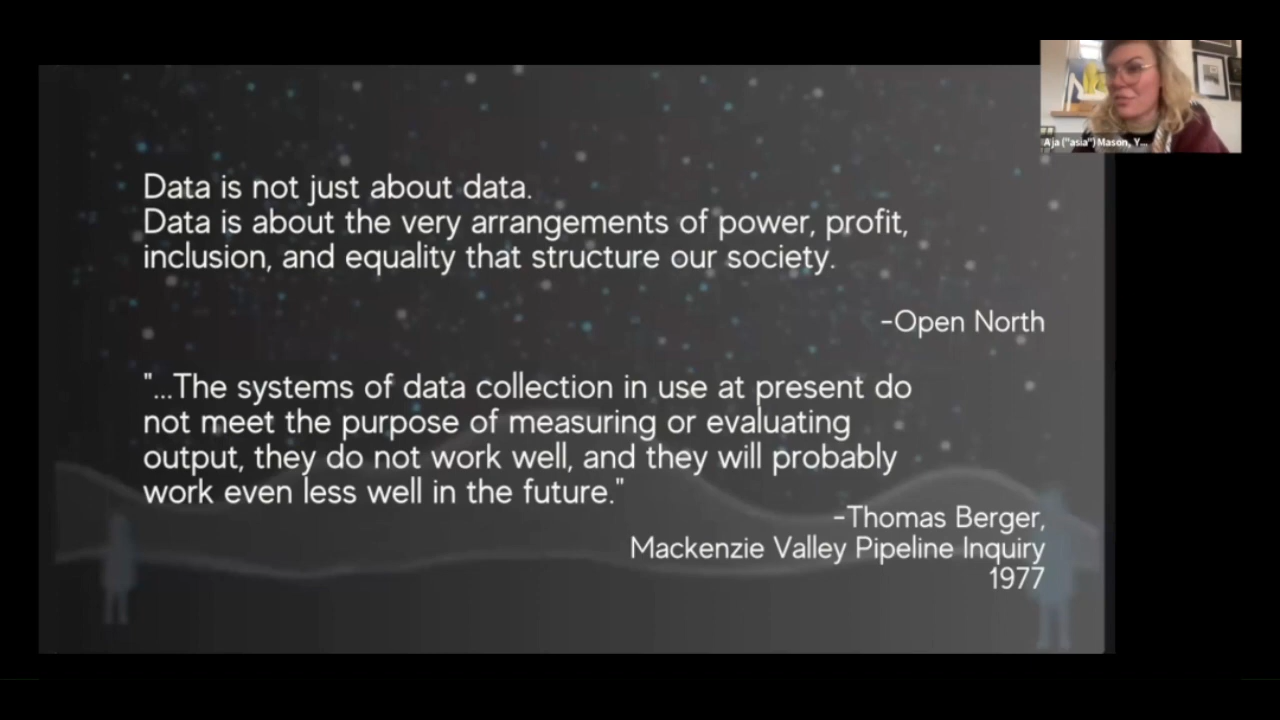 Aja ("asia") Mason, Y...
Data is not just about data.
Data is about the very arrangements of power, profit,
inclusion, and equality that structure our society.
-Open North
"...The systems of data collection in use at present do
not meet the purpose of measuring or evaluating
output, they do not work well, and they will probably
work even less well in the future."
-Thomas Berger,
Mackenzie Valley Pipeline Inquiry
1977